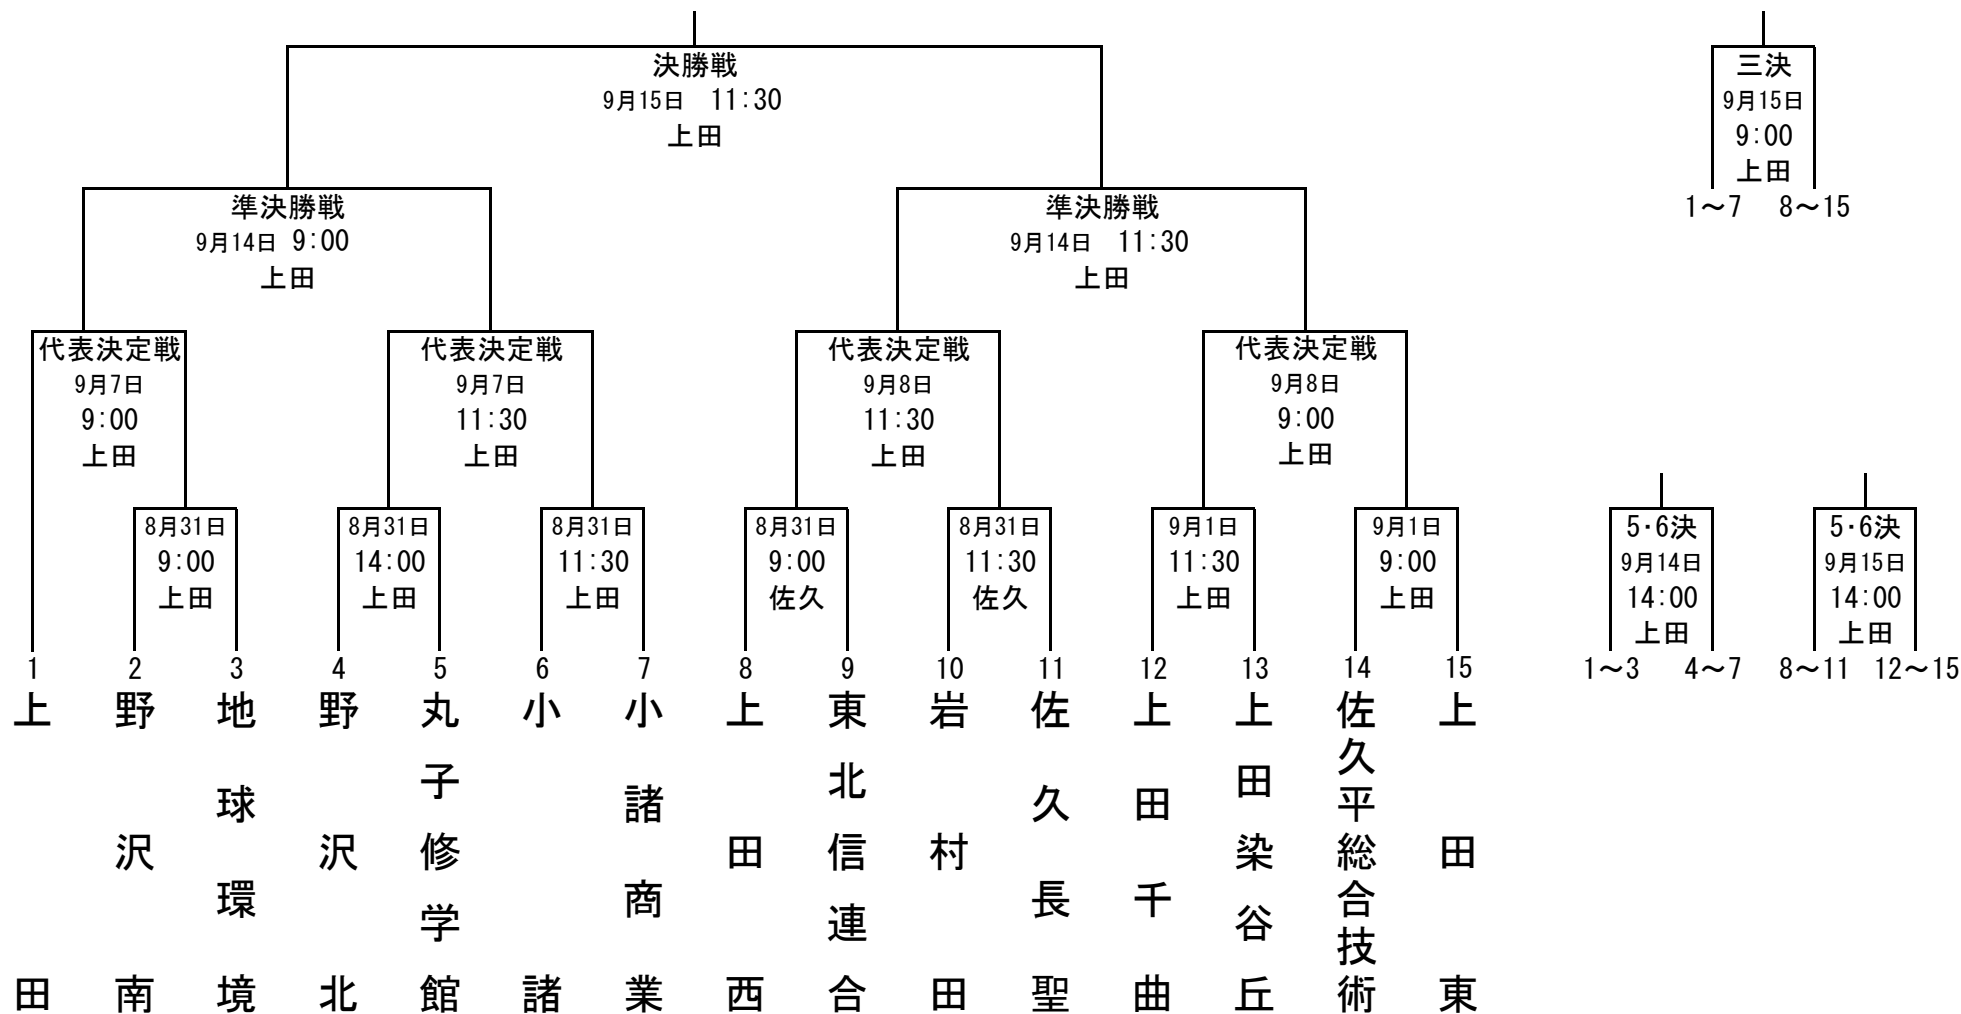 決勝戦
9月15日 11:30
上田
三決
9月15日
9:00
上田
1～7 8～15
準決勝戦
9月14日 9:00
上田
準決勝戦
9月14日 11:30
上田
代表決定戦
9月7日
9:00
上田
代表決定戦
9月7日
11:30
上田
代表決定戦
9月8日
11:30
上田
代表決定戦
9月8日
9:00
上田
8月31日
9:00
上田
8月31日
14:00
上田
8月31日
11:30
上田
8月31日
9:00
佐久
8月31日
11:30
佐久
9月1日
11:30
上田
9月1日
9:00
上田
5・6決
9月14日
14:00
上田
1～3 4～7
5・6決
9月15日
14:00
上田
8～11 12～15
1
上田
2
野沢南
3
地球環境
4
野沢北
5
丸子修学館
6
小諸
7
小諸商業
8
上田西
9
東北信連合
10
岩村田
11
佐久長聖
12
上田千曲
13
上田染谷丘
14
佐久平総合技術
15
上田東